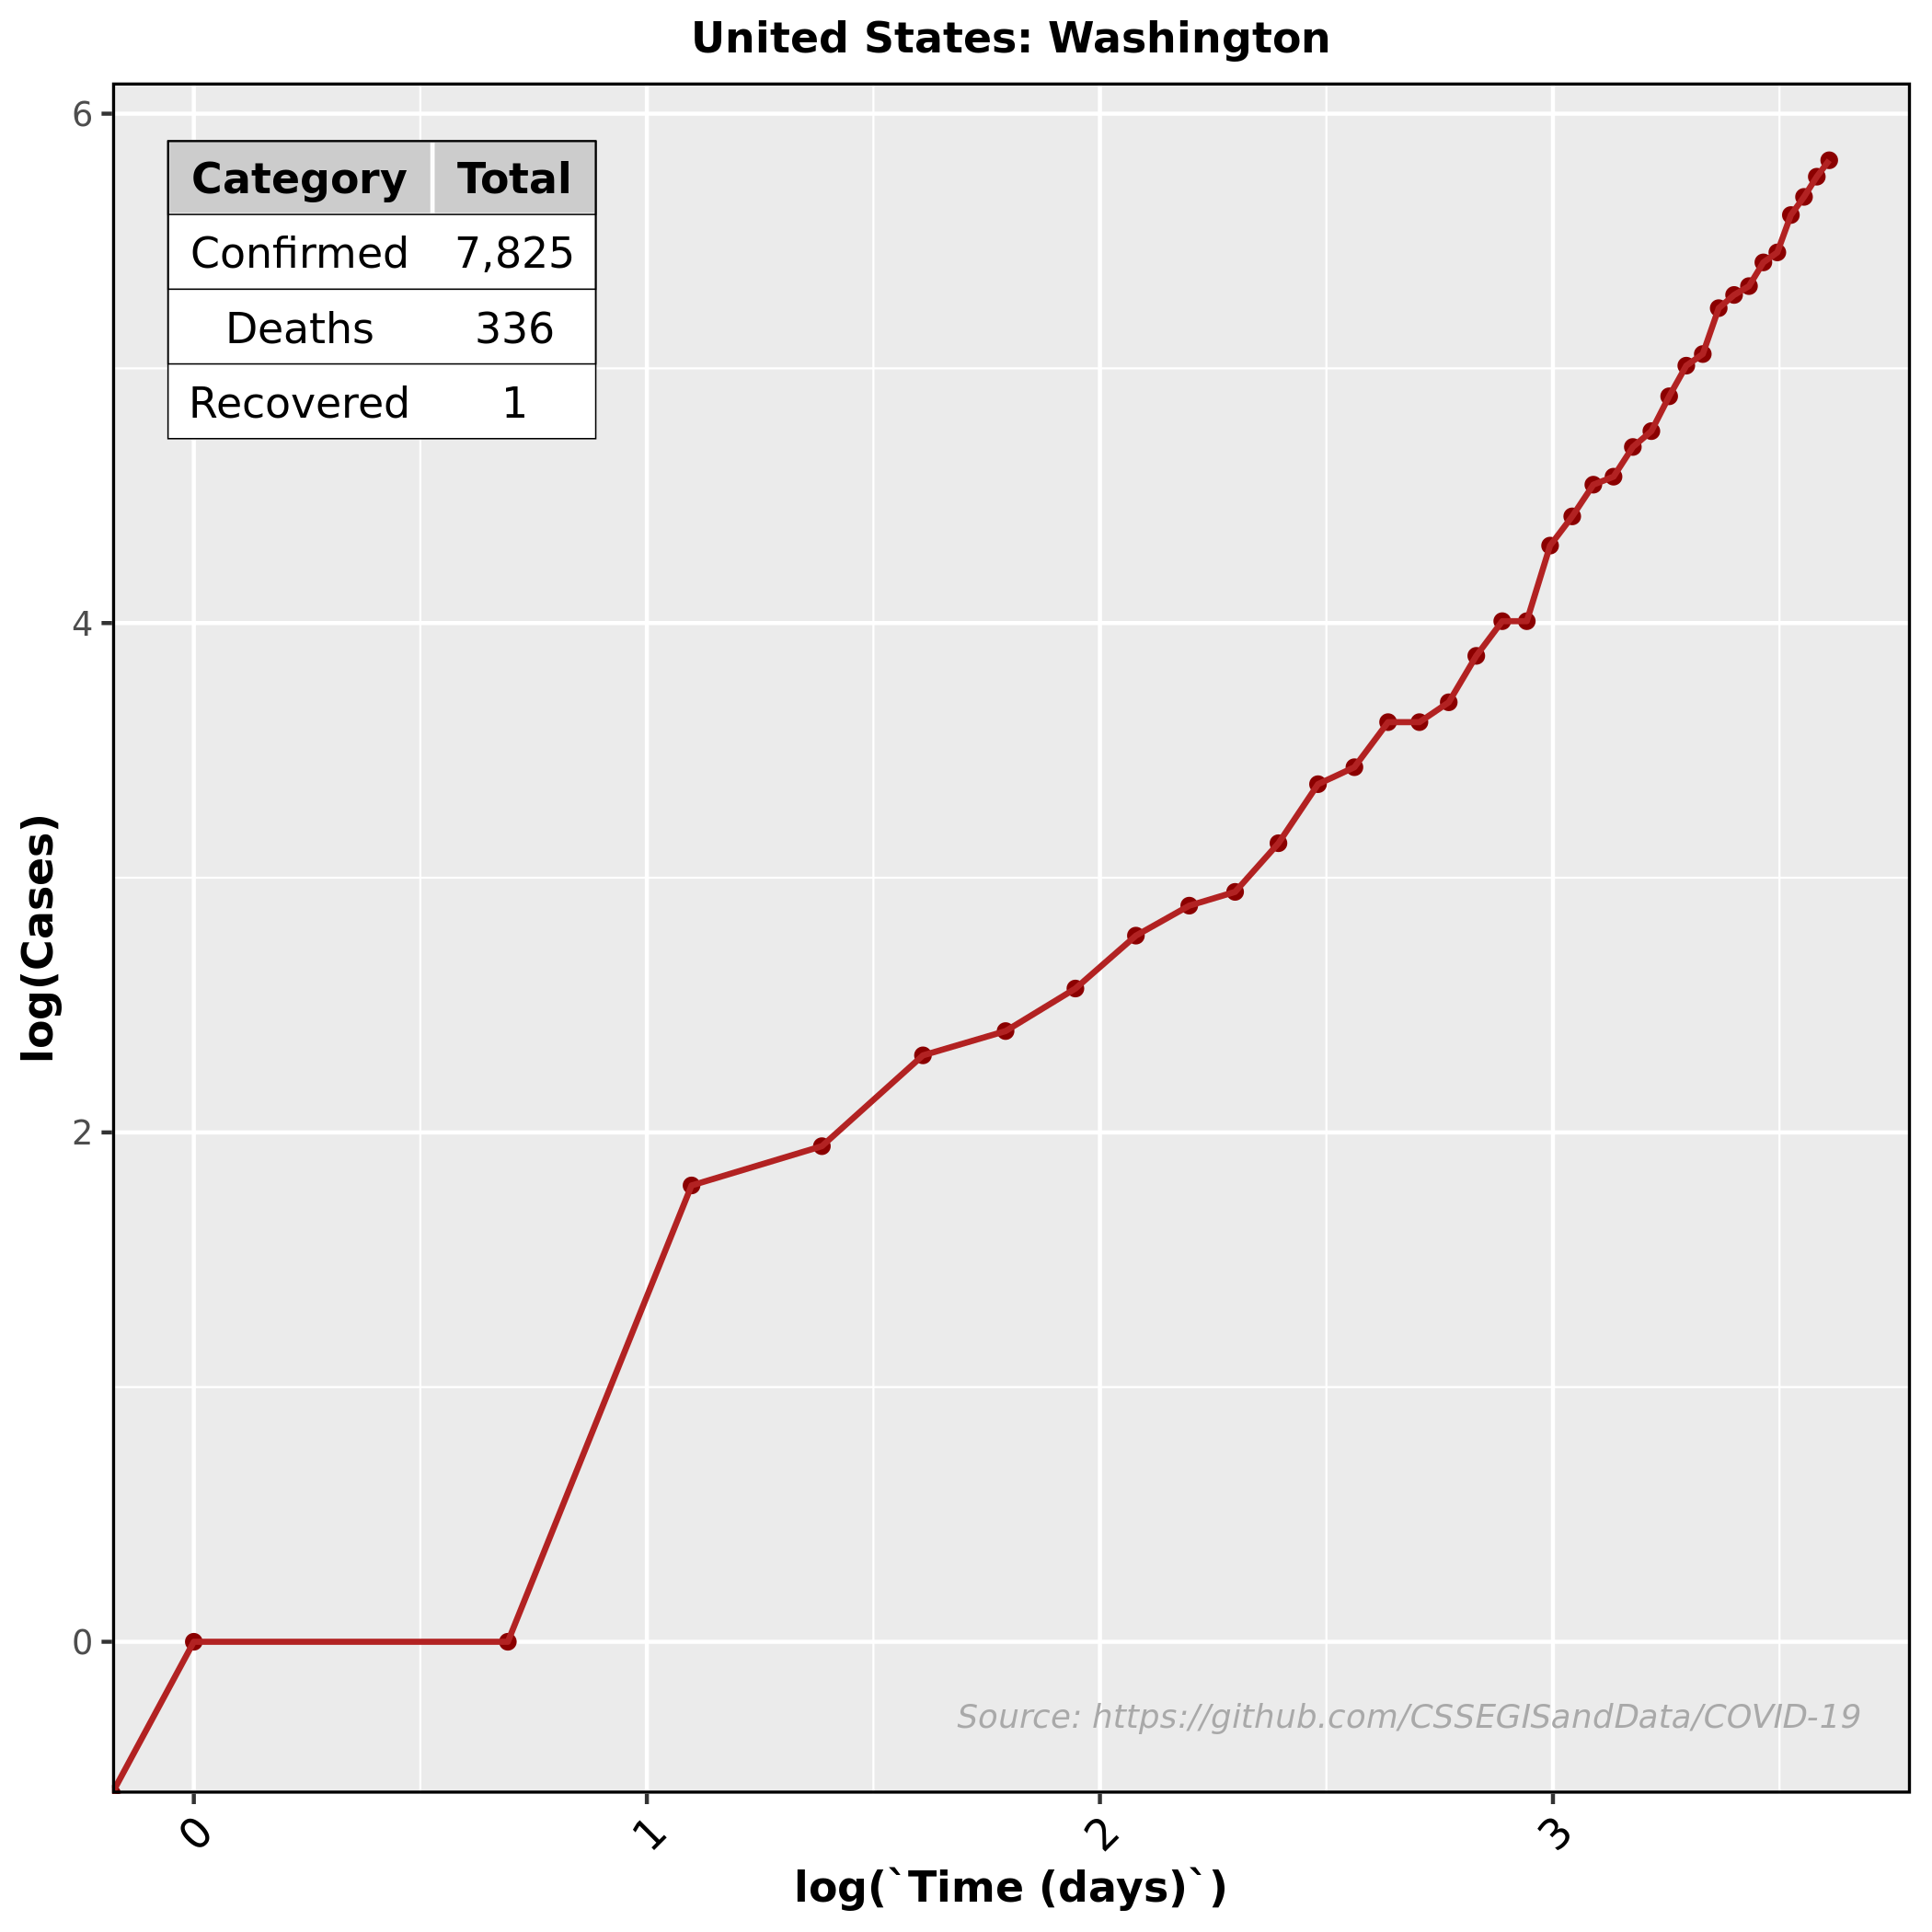 United States: Washington
6
4
2
0
Category Total
Confirmed 7,825
Deaths 336
Recovered 1
log(Cases)
Source: https://github.com/CSSEGISandData/COVID-19
0 1 2 3
log(`Time (days)`)